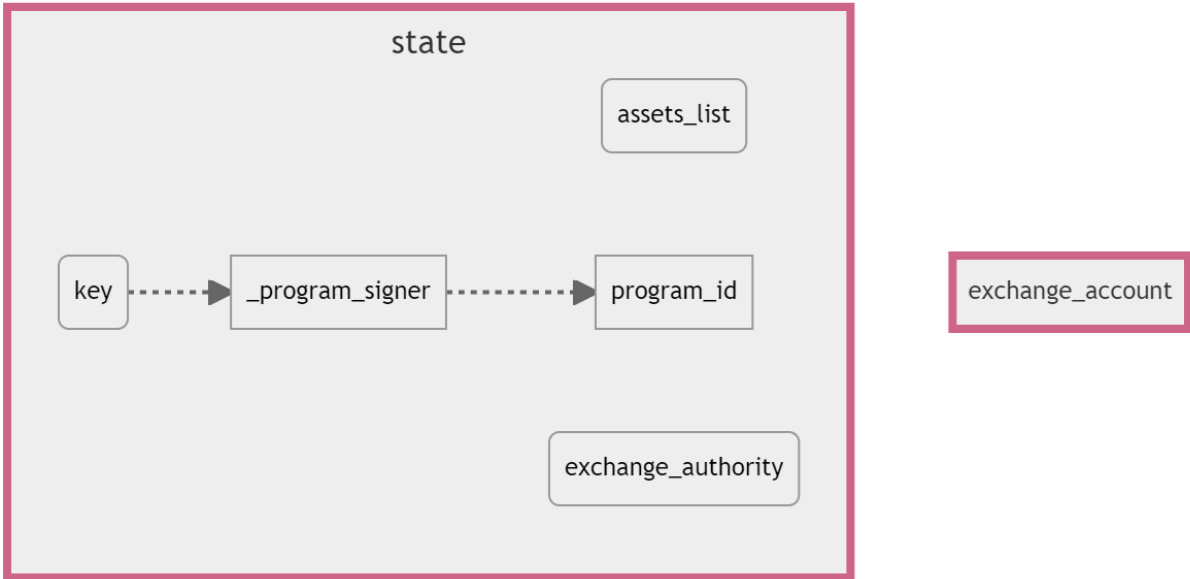 state
assets_list
key
_program_signer
program_id
exchange_account
exchange_authority